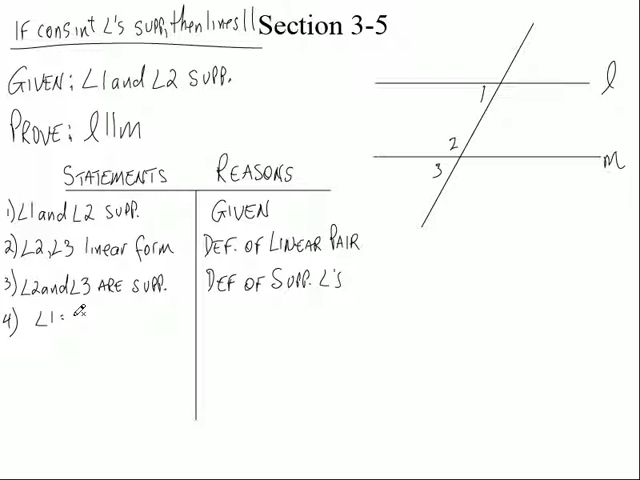 IF CONS INT ∠'S SUPP, then lines ||
Section 3-5
GIVEN: ∠1 and ∠2 SUPP.
PROVE: l || m
STATEMENTS REASONS
1) ∠1 and ∠2 SUPP. GIVEN
2) ∠2, ∠3 linear form DEF. OF LINEAR PAIR
3) ∠2 and ∠3 ARE SUPP. DEF OF SUPP. ∠'S
4) ∠1 =
1
l
2
3
m